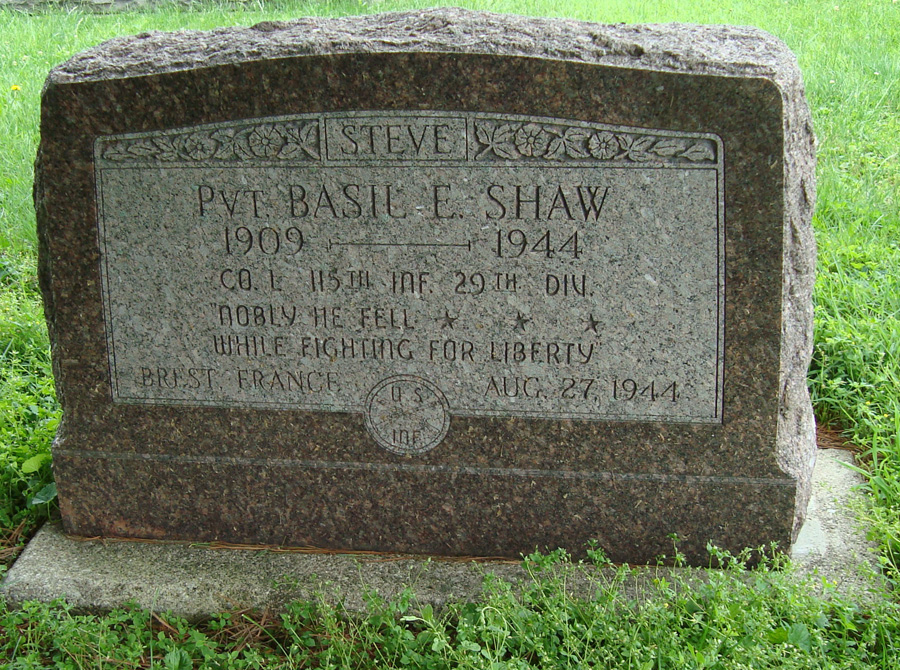 STEVE
PVT. BASIL E. SHAW
1909 — 1944
CO. L 115TH INF. 29TH DIV.
"NOBLY HE FELL ★ ★ ★
WHILE FIGHTING FOR LIBERTY"
BREST, FRANCE AUG. 27, 1944
U.S.
INF.